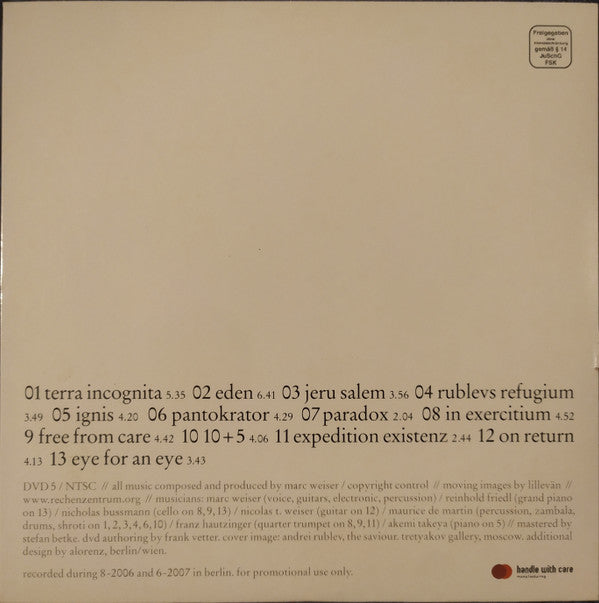 Freigegeben
ohne
Altersbeschränkung
gemäß § 14
JuSchG
FSK
01 terra incognita 5.35 02 eden 6.41 03 jeru salem 3.56 04 rublevs refugium
3.49 05 ignis 4.20 06 pantokrator 4.29 07 paradox 2.04 08 in exercitium 4.52
9 free from care 4.42 10 10+5 4.06 11 expedition existenz 2.44 12 on return
4.13 13 eye for an eye 3.43
DVD 5 / NTSC // all music composed and produced by marc weiser / copyright control // moving images by lillevän //
www.rechenzentrum.org // musicians: marc weiser (voice, guitars, electronic, percussion) / reinhold friedl (grand piano
on 13) / nicholas bussmann (cello on 8, 9, 13) / nicolas t. weiser (guitar on 12) / maurice de martin (percussion, zambala,
drums, shroti on 1, 2, 3, 4, 6, 10) / franz hautzinger (quarter trumpet on 8, 9, 11) / akemi takeya (piano on 5) // mastered by
stefan betke. dvd authoring by frank vetter. cover image: andrei rublev, the saviour. tretyakov gallery, moscow. additional
design by alorenz, berlin/wien.
recorded during 8-2006 and 6-2007 in berlin. for promotional use only.
handle with care
manufacturing